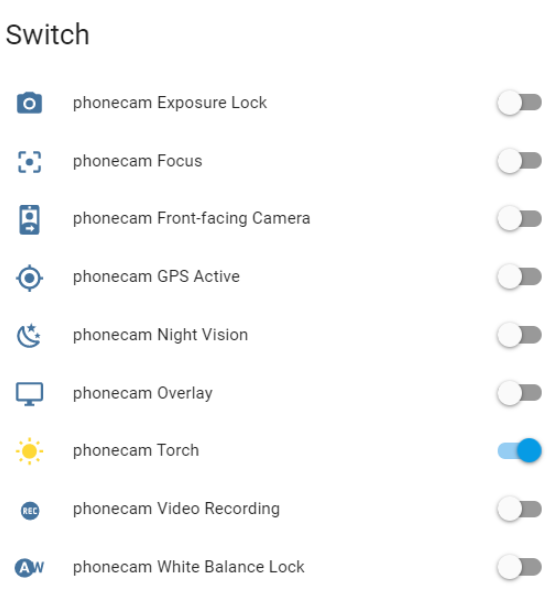 Switch
phonecam Exposure Lock
phonecam Focus
phonecam Front-facing Camera
phonecam GPS Active
phonecam Night Vision
phonecam Overlay
phonecam Torch
REC phonecam Video Recording
AW phonecam White Balance Lock